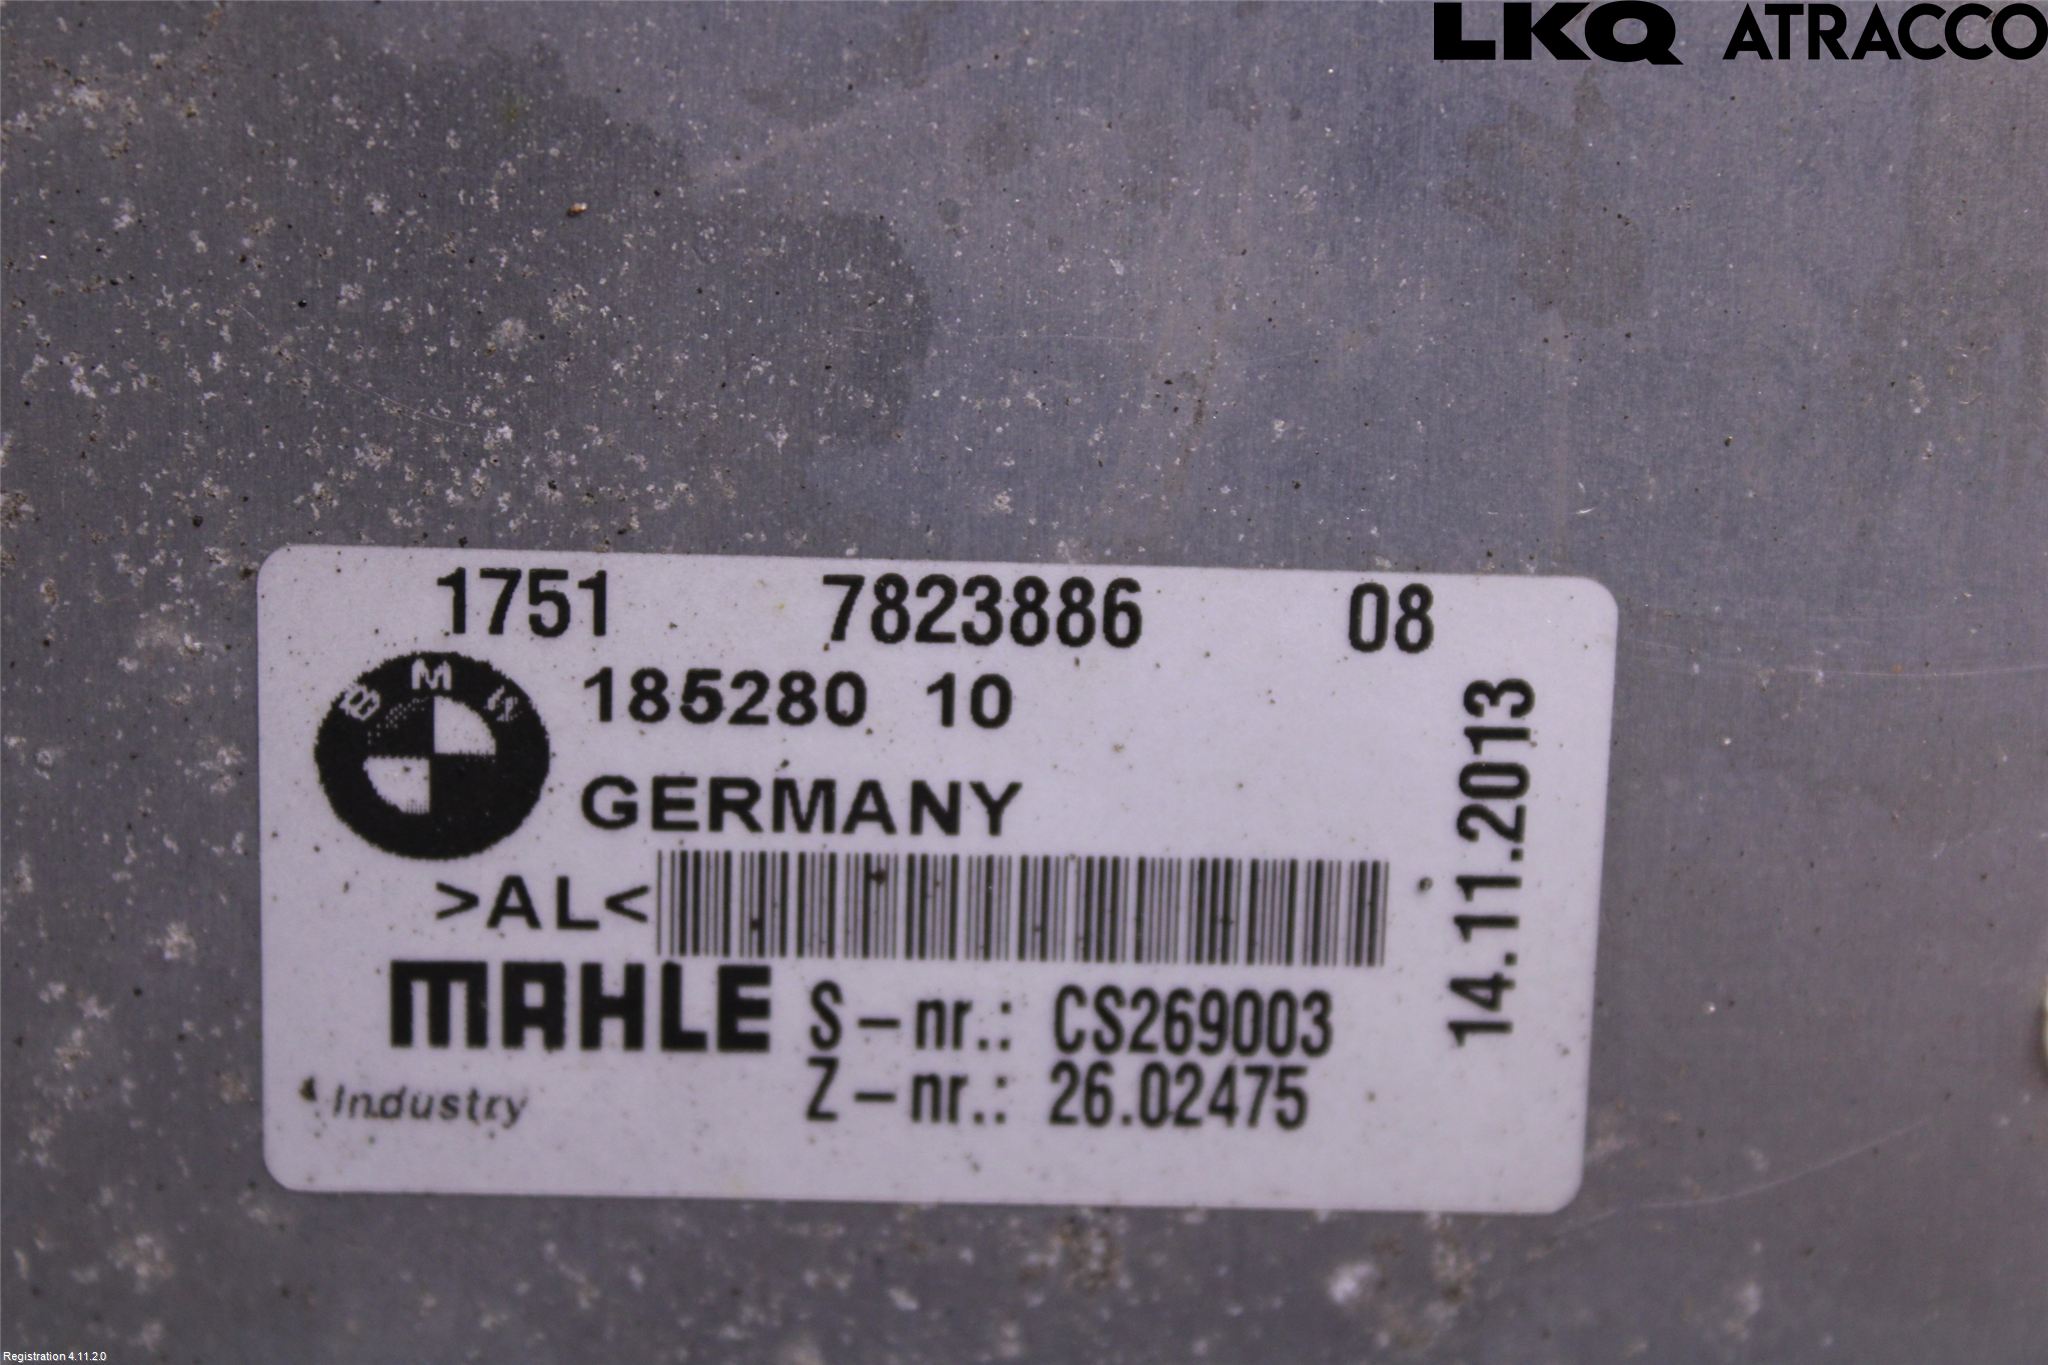 LKQ ATRACCO
1751 7823886 08
BMW
185280 10
GERMANY
>AL<
MAHLE
Industry
S-nr.: CS269003
Z-nr.: 26.02475
14.11.2013
Registration 4.11.2.0